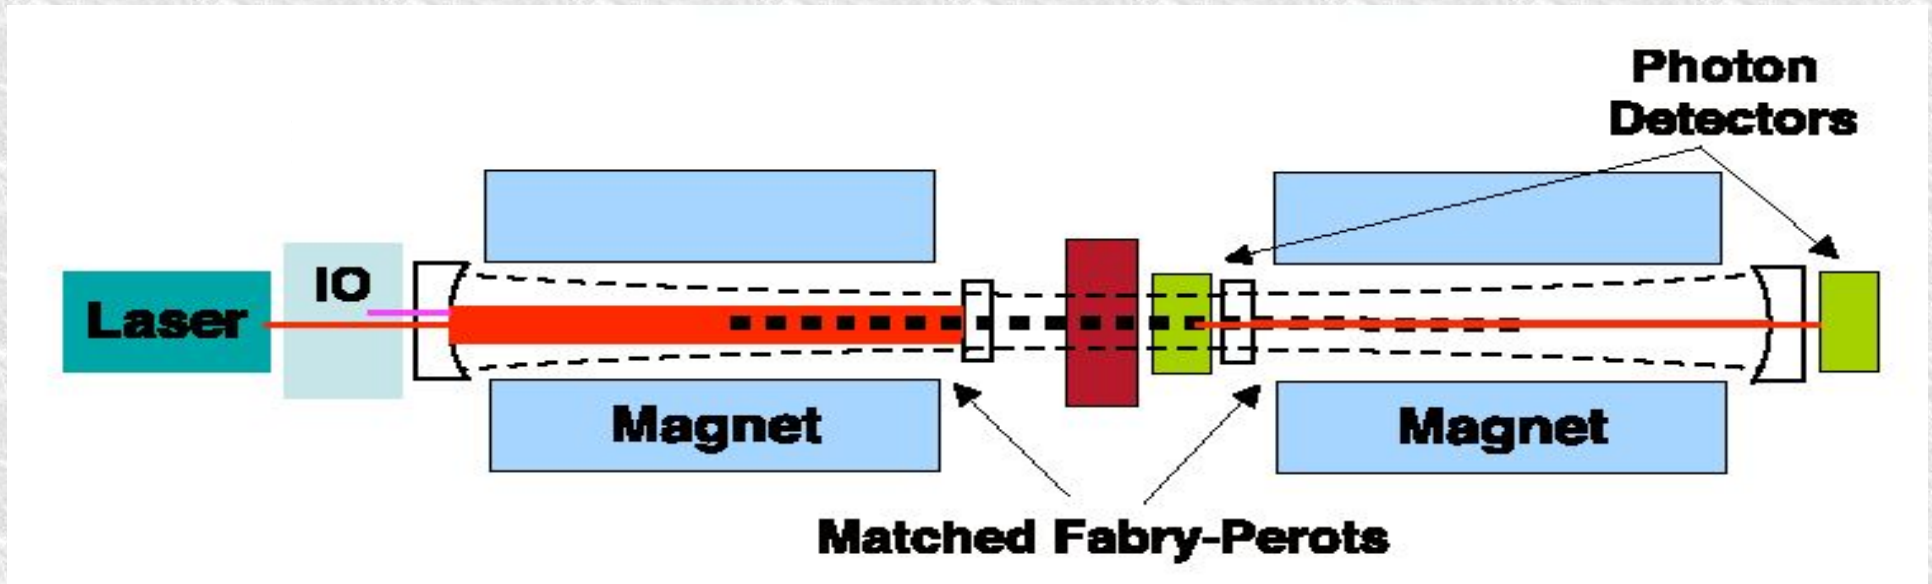 Photon
Detectors
IO
Laser
Magnet
Magnet
Matched Fabry-Perots